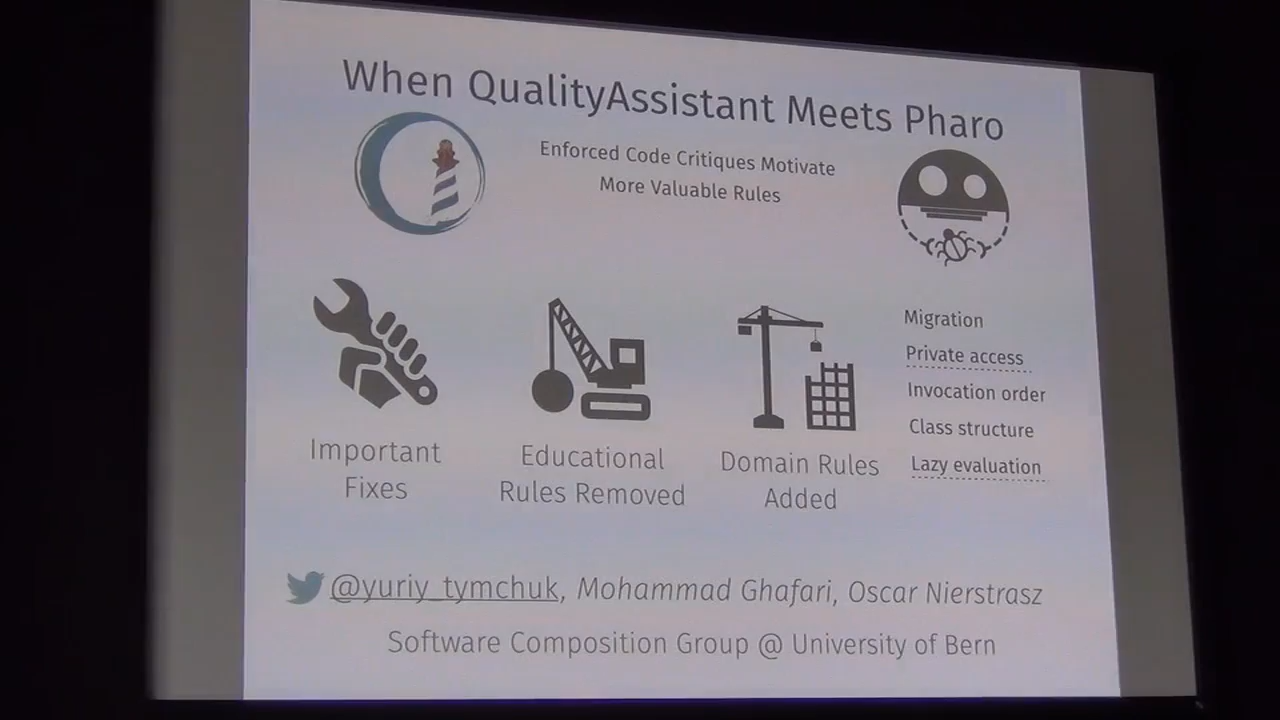 When QualityAssistant Meets Pharo
Enforced Code Critiques Motivate
More Valuable Rules
Important
Fixes
Educational
Rules Removed
Domain Rules
Added
Migration
Private access
Invocation order
Class structure
Lazy evaluation
@yuriy_tymchuk, Mohammad Ghafari, Oscar Nierstrasz
Software Composition Group @ University of Bern